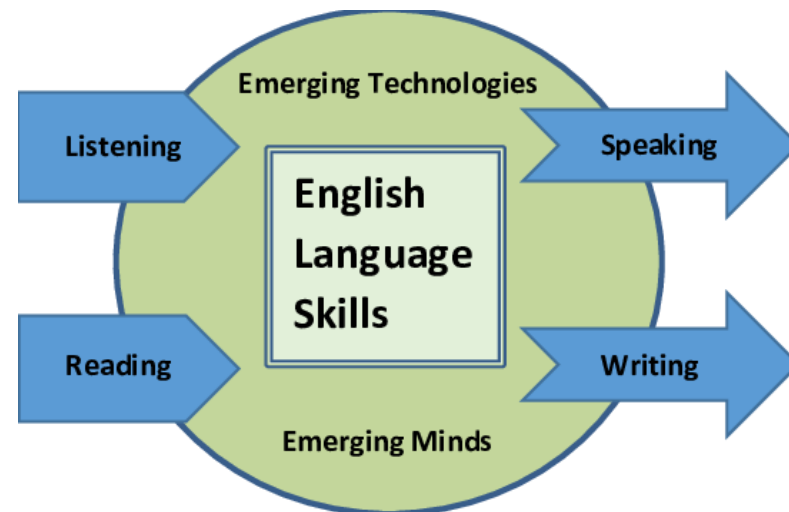 Emerging Technologies
Listening
Speaking
English
Language
Skills
Reading
Writing
Emerging Minds